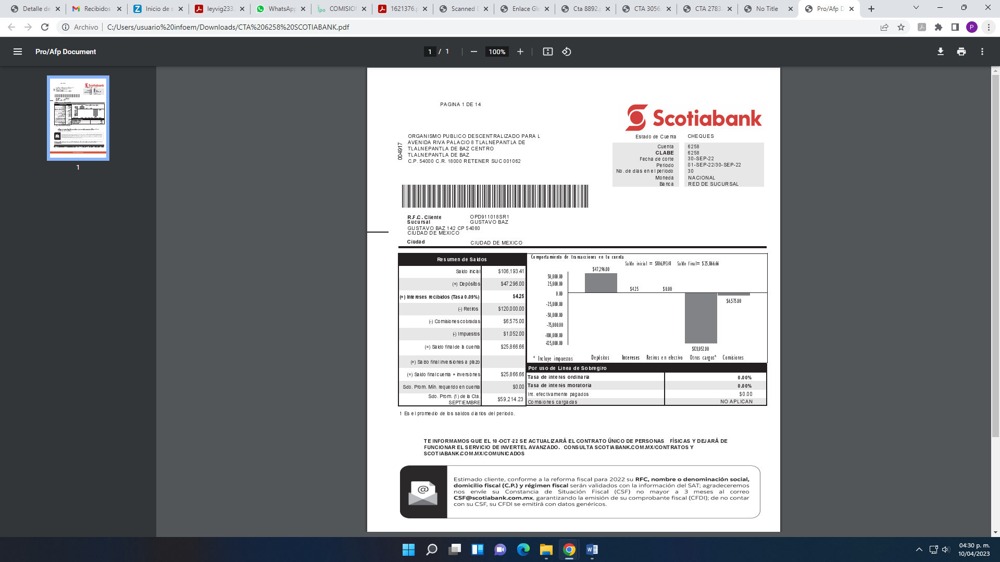 Detalle de
Recibidos
Inicio de s
leyvig233.
WhatsApp
COMISION
1621376.p
Scanned D
Enlace Glo
Cta 8892.p
CTA 3056.
CTA 2783.
No Title
Pro/Afp D
Archivo
C:/Users/usuario%20infoem/Downloads/CTA%206258%20SCOTIABANK.pdf
P
Pro/Afp Document
1 / 1
100%
1
PAGINA 1 DE 14
Scotiabank
ORGANISMO PUBLICO DESCENTRALIZADO PARA L
AVENIDA RIVA PALACIO 8 TLALNEPANTLA DE
TLALNEPANTLA DE BAZ CENTRO
TLALNEPANTLA DE BAZ
C.P. 54000 C.R. 18000 RETENER SUC 001062
004917
Estado de Cuenta CHEQUES
Cuenta 6258
CLABE 6258
Fecha de corte 30-SEP-22
Periodo 01-SEP-22/30-SEP-22
No. de días en el período 30
Moneda NACIONAL
Banca RED DE SUCURSAL
R.F.C. Cliente OPD911018SR1
Sucursal GUSTAVO BAZ
GUSTAVO BAZ 142 CP 54080
CIUDAD DE MEXICO
Ciudad CIUDAD DE MEXICO
Resumen de Saldos
Saldo inicial $106,193.41
(+) Depósitos $47,296.00
(+) Intereses recibidos (Tasa 0.09%) $4.25
(-) Retiros $120,000.00
(-) Comisiones cobradas $6,575.00
(-) Impuestos $1,052.00
(=) Saldo final de la cuenta $25,866.66
(+) Saldo final inversiones a plazo
(=) Saldo final cuenta + inversiones $25,866.66
Sdo. Prom. Mín. requerido en cuenta $0.00
Sdo. Prom. (1) de la Cta.
SEPTIEMBRE $59,214.23
Comportamiento de transacciones en tu cuenta
Saldo inicial = $106,193.41 Saldo final= $25,866.66
$47,296.00
50,000.00
25,000.00
$4.25
$0.00
0.00
$6,575.00
-25,000.00
-50,000.00
-75,000.00
-100,000.00
-125,000.00
$121,052.00
* Incluye impuestos Depósitos Intereses Retiros en efectivo Otros cargos* Comisiones
Por uso de Línea de Sobregiro
Tasa de interés ordinaria 0.00%
Tasa de interés moratoria 0.00%
Int. efectivamente pagados $0.00
Comisiones cargadas NO APLICAN
1 Es el promedio de los saldos diarios del período.
TE INFORMAMOS QUE EL 10-OCT-22 SE ACTUALIZARÁ EL CONTRATO ÚNICO DE PERSONAS FÍSICAS Y DEJARÁ DE
FUNCIONAR EL SERVICIO DE INVERTEL AVANZADO. CONSULTA SCOTIABANK.COM.MX/CONTRATOS Y
SCOTIABANK.COM.MX/COMUNICADOS
Estimado cliente, conforme a la reforma fiscal para 2022 su RFC, nombre o denominación social,
domicilio fiscal (C.P.) y régimen fiscal serán validados con la información del SAT; agradeceremos
nos envíe su Constancia de Situación Fiscal (CSF) no mayor a 3 meses al correo
CSF@scotiabank.com.mx, garantizando la emisión de su comprobante fiscal (CFDI); de no contar
con su CSF, su CFDI se emitirá con datos genéricos.
04:30 p. m.
10/04/2023